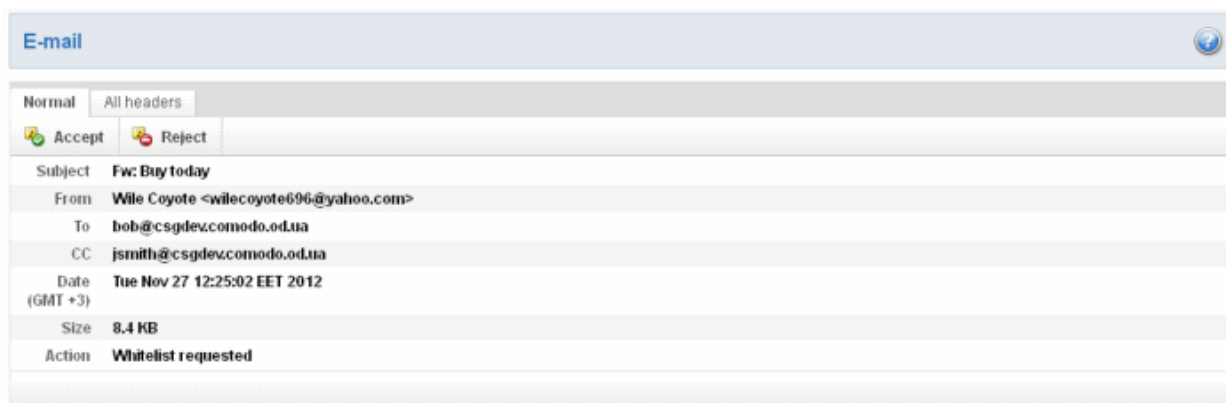 E-mail
Normal All headers
Accept Reject
Subject Fw: Buy today
From Wile Coyote <wilecoyote696@yahoo.com>
To bob@csgdev.comodo.od.ua
CC jsmith@csgdev.comodo.od.ua
Date Tue Nov 27 12:25:02 EET 2012
(GMT +3)
Size 8.4 KB
Action Whitelist requested